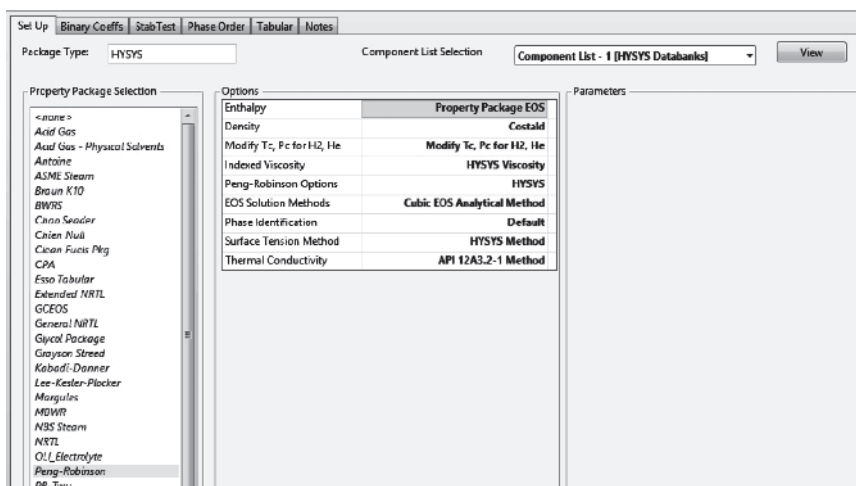 Set Up Binary Coeffs StabTest Phase Order Tabular Notes
Package Type: HYSYS Component List Selection Component List - 1 [HYSYS Databanks] View
Property Package Selection
<none>
Acid Gas
Acid Gas - Physical Solvents
Antoine
ASME Steam
Braun K10
BWRS
Chao Seader
Chien Null
Clean Fuels Pkg
CPA
Esso Tabular
Extended NRTL
GCEOS
General NRTL
Glycol Package
Grayson Streed
Kabadi-Danner
Lee-Kesler-Plocker
Margules
MBWR
NBS Steam
NRTL
OLI_Electrolyte
Peng-Robinson
Options
Enthalpy Property Package EOS
Density Costald
Modify Tc, Pc for H2, He Modify Tc, Pc for H2, He
Indexed Viscosity HYSYS Viscosity
Peng-Robinson Options HYSYS
EOS Solution Methods Cubic EOS Analytical Method
Phase Identification Default
Surface Tension Method HYSYS Method
Thermal Conductivity API 12A3.2-1 Method
Parameters